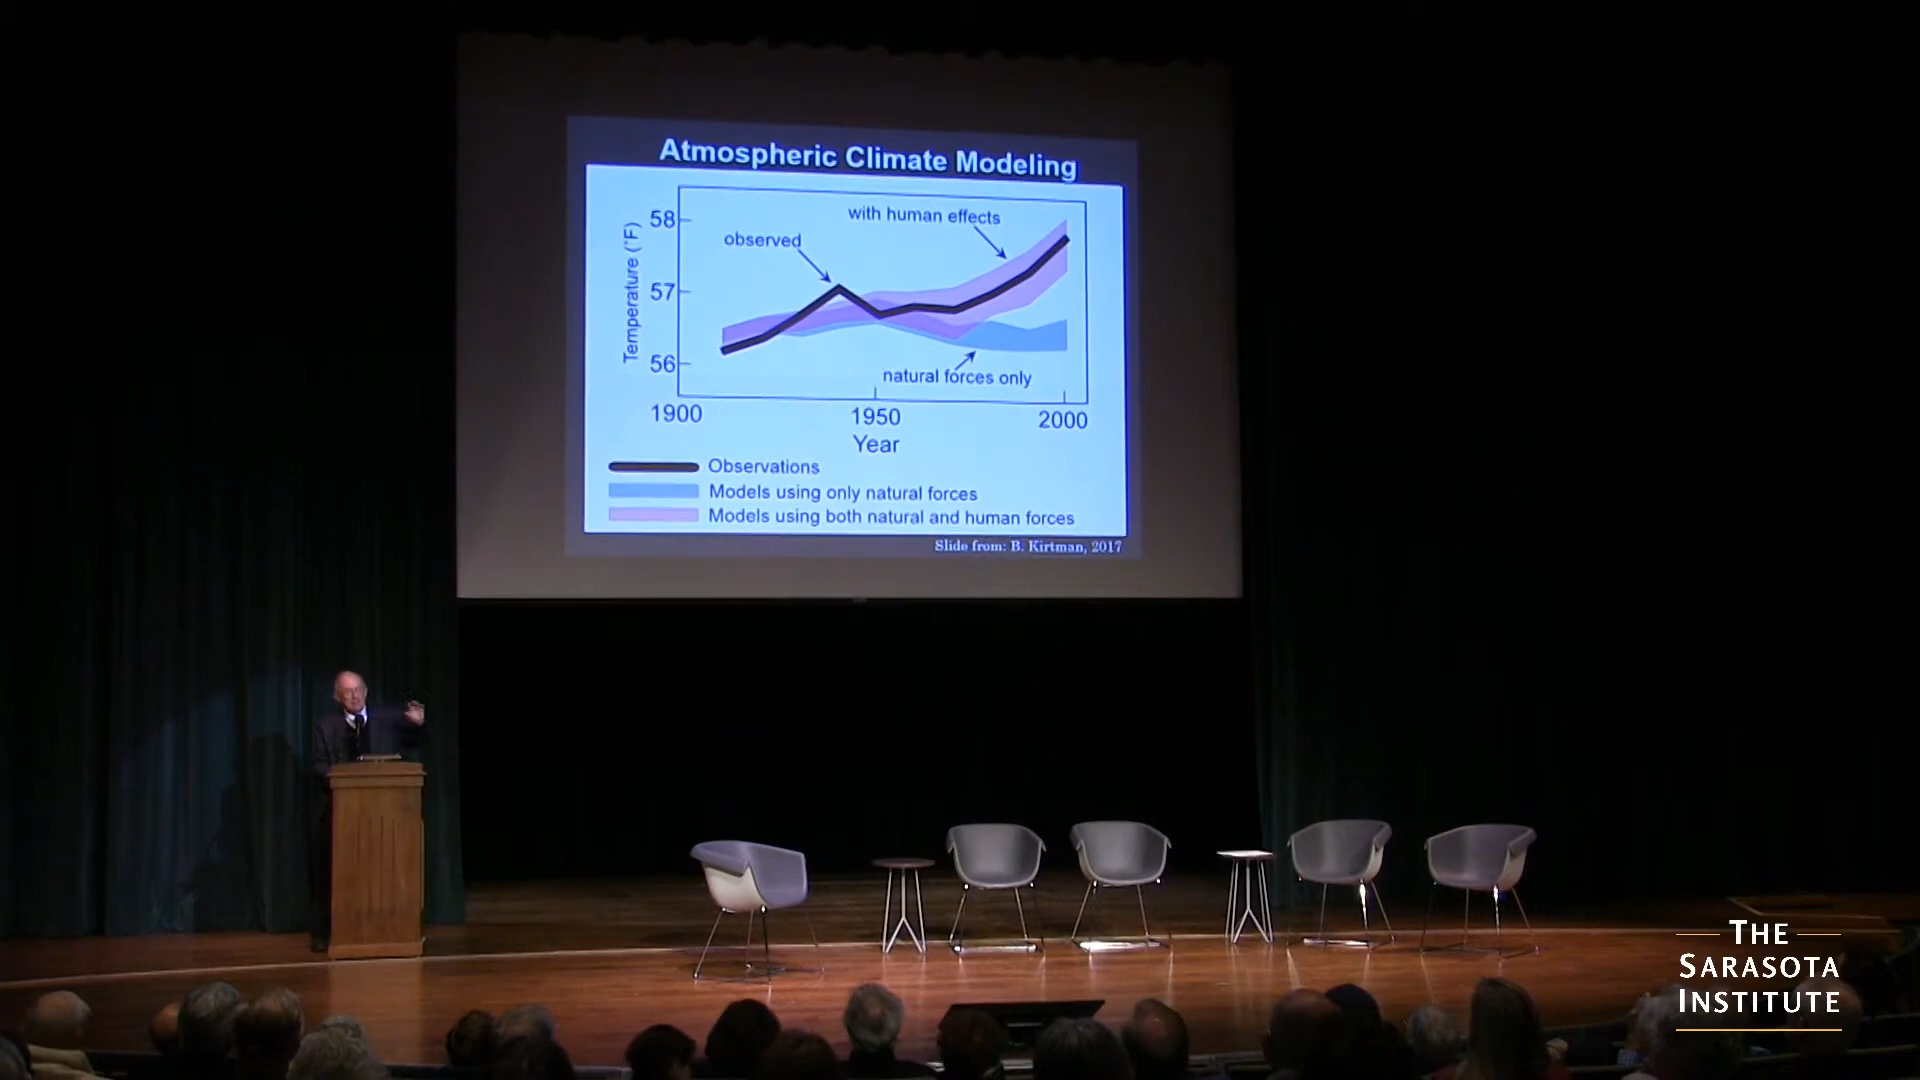 Atmospheric Climate Modeling
with human effects
observed
58
57
56
Temperature (°F)
natural forces only
1900
1950
2000
Year
Observations
Models using only natural forces
Models using both natural and human forces
Slide from: B. Kirtman, 2017
THE
SARASOTA
INSTITUTE